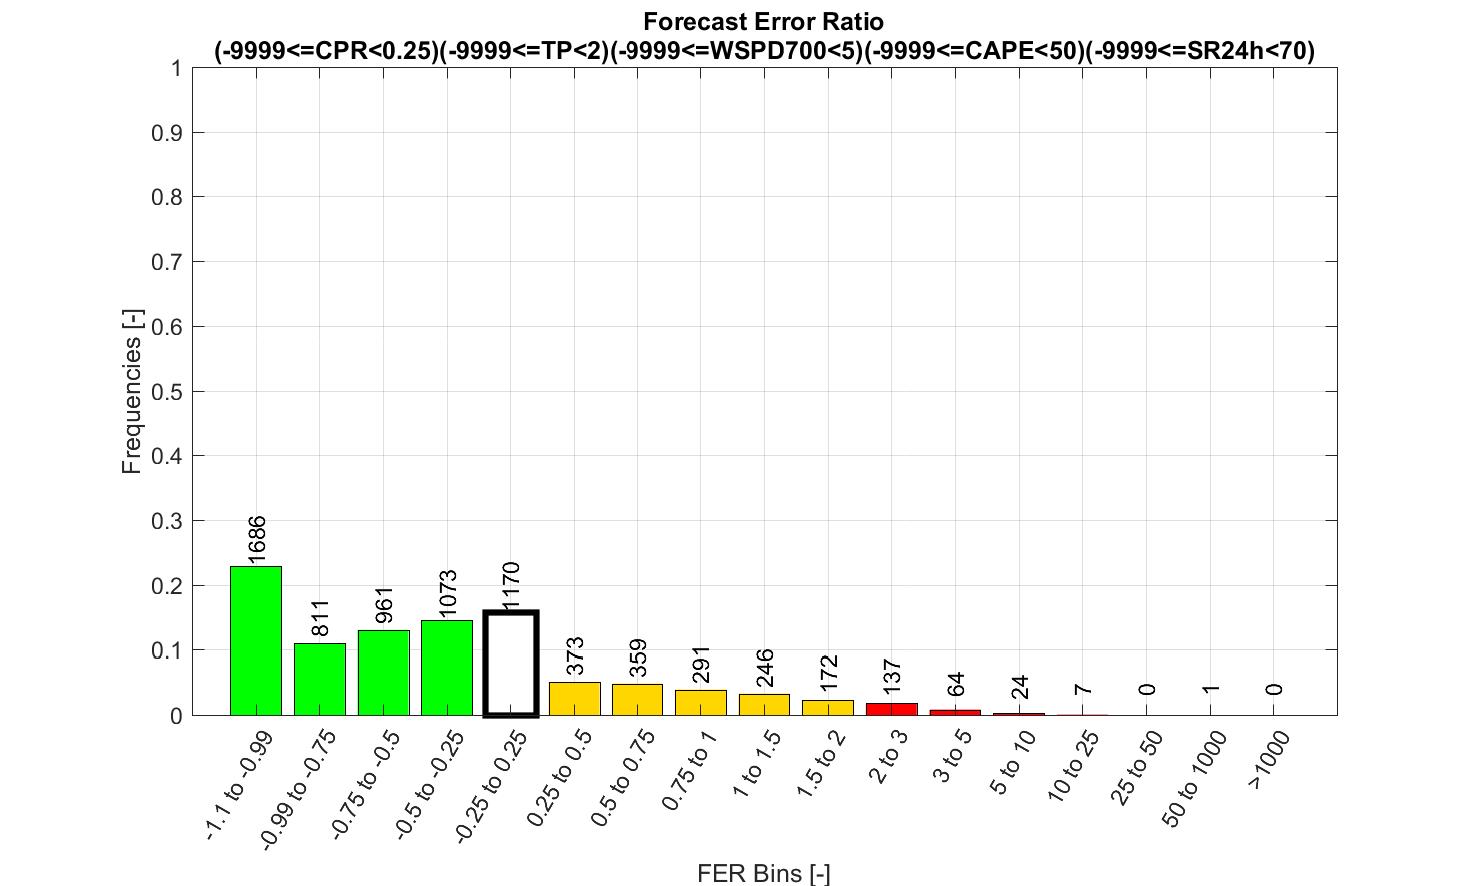 Forecast Error Ratio
(-9999<=CPR<0.25)(-9999<=TP<2)(-9999<=WSPD700<5)(-9999<=CAPE<50)(-9999<=SR24h<70)
1
0.9
0.8
0.7
0.6
0.5
0.4
0.3
0.2
0.1
0
Frequencies [-]
1686
811
961
1073
1170
373
359
291
246
172
137
64
24
7
0
1
0
-1.1 to -0.99
-0.99 to -0.75
-0.75 to -0.5
-0.5 to -0.25
-0.25 to 0.25
0.25 to 0.5
0.5 to 0.75
0.75 to 1
1 to 1.5
1.5 to 2
2 to 3
3 to 5
5 to 10
10 to 25
25 to 50
50 to 1000
>1000
FER Bins [-]